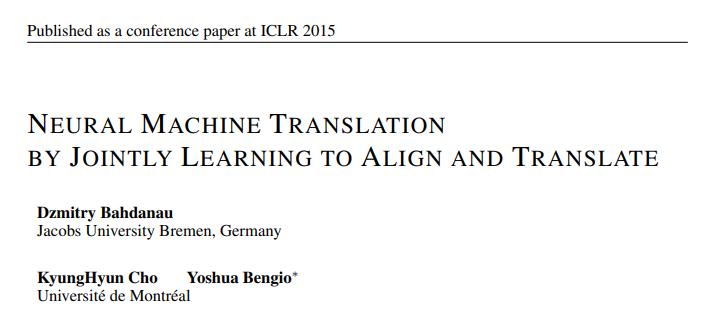 Published as a conference paper at ICLR 2015
NEURAL MACHINE TRANSLATION
BY JOINTLY LEARNING TO ALIGN AND TRANSLATE
Dzmitry Bahdanau
Jacobs University Bremen, Germany
KyungHyun Cho Yoshua Bengio*
Université de Montréal